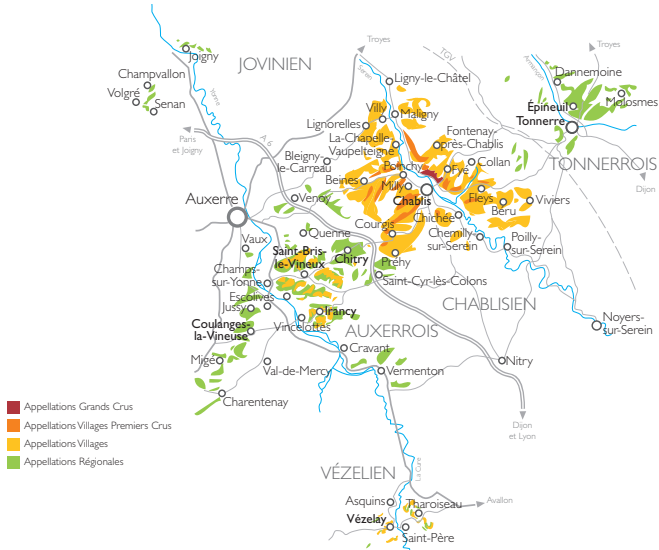 Troyes
JOVINIEN
TGV
Troyes
Joigny
Serein
Armançon
Champvallon
Ligny-le-Châtel
Dannemoine
Volgré
Yonne
Senan
Villy
Maligny
Épineuil
Molosmes
Tonnerre
Lignorelles
Fontenay-
près-Chablis
Paris
et Joigny
A 6
La-Chapelle-
Vaupelteigne
Bleigny-
le-Carreau
Poinchy
Fyé
Collan
TONNERROIS
Beines
Milly
Dijon
Auxerre
Venoy
Chablis
Fleys
Béru
Viviers
Chichée
Courgis
Vaux
Quenne
Chemilly-
sur-Serein
Poilly-
sur-Serein
Saint-Bris-
le-Vineux
Chitry
Préhy
Champs-
sur-Yonne
Saint-Cyr-lès-Colons
Escolives
Jussy
CHABLISIEN
Irancy
Noyers-
sur-Serein
Coulanges-
la-Vineuse
Vincelottes
AUXERROIS
Cravant
Migé
Val-de-Mercy
Vermenton
Nitry
Charentenay
Appellations Grands Crus
Appellations Villages Premiers Crus
Appellations Villages
Appellations Régionales
Dijon
et Lyon
VÉZELIEN
La Cure
Asquins
Tharoiseau
Avallon
Vézelay
Saint-Père